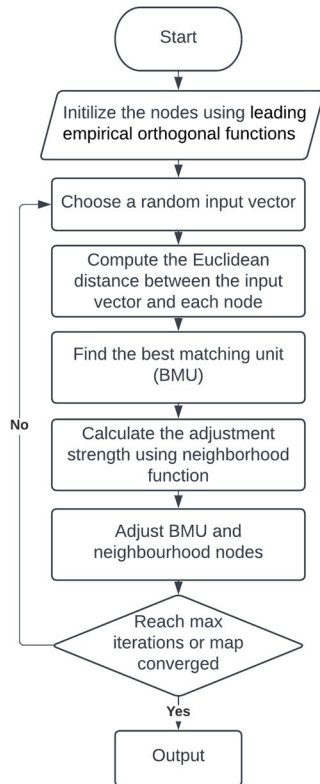 Start
Initilize the nodes using leading
empirical orthogonal functions
Choose a random input vector
Compute the Euclidean
distance between the input
vector and each node
Find the best matching unit
(BMU)
No
Calculate the adjustment
strength using neighborhood
function
Adjust BMU and
neighbourhood nodes
Reach max
iterations or map
converged
Yes
Output